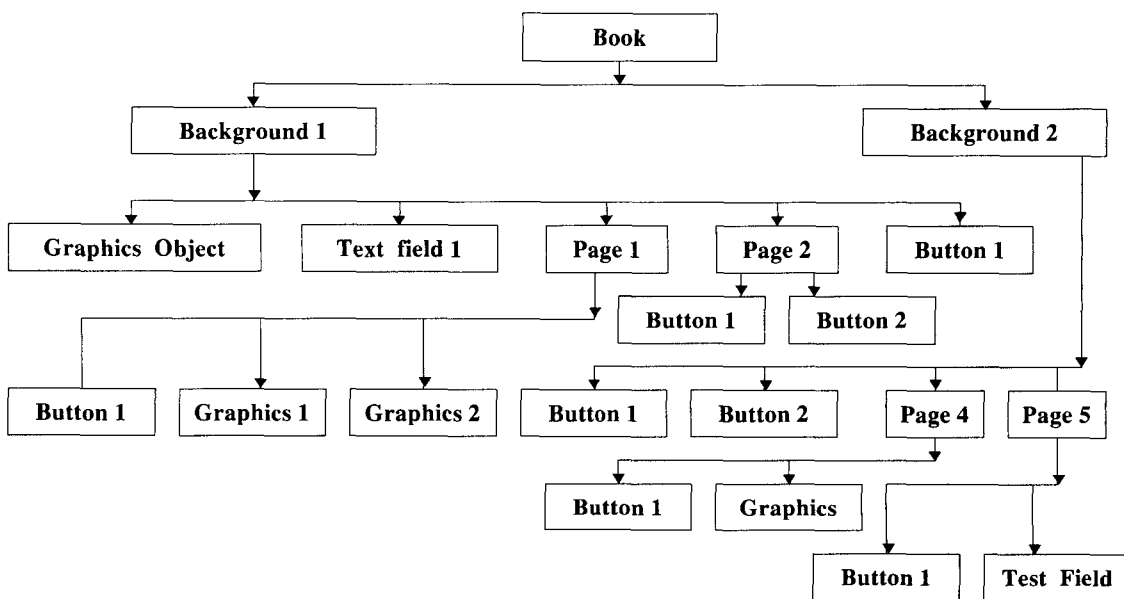 Book
Background 1
Background 2
Graphics Object
Text field 1
Page 1
Page 2
Button 1
Button 1
Button 2
Button 1
Graphics 1
Graphics 2
Button 1
Button 2
Page 4
Page 5
Button 1
Graphics
Button 1
Test Field